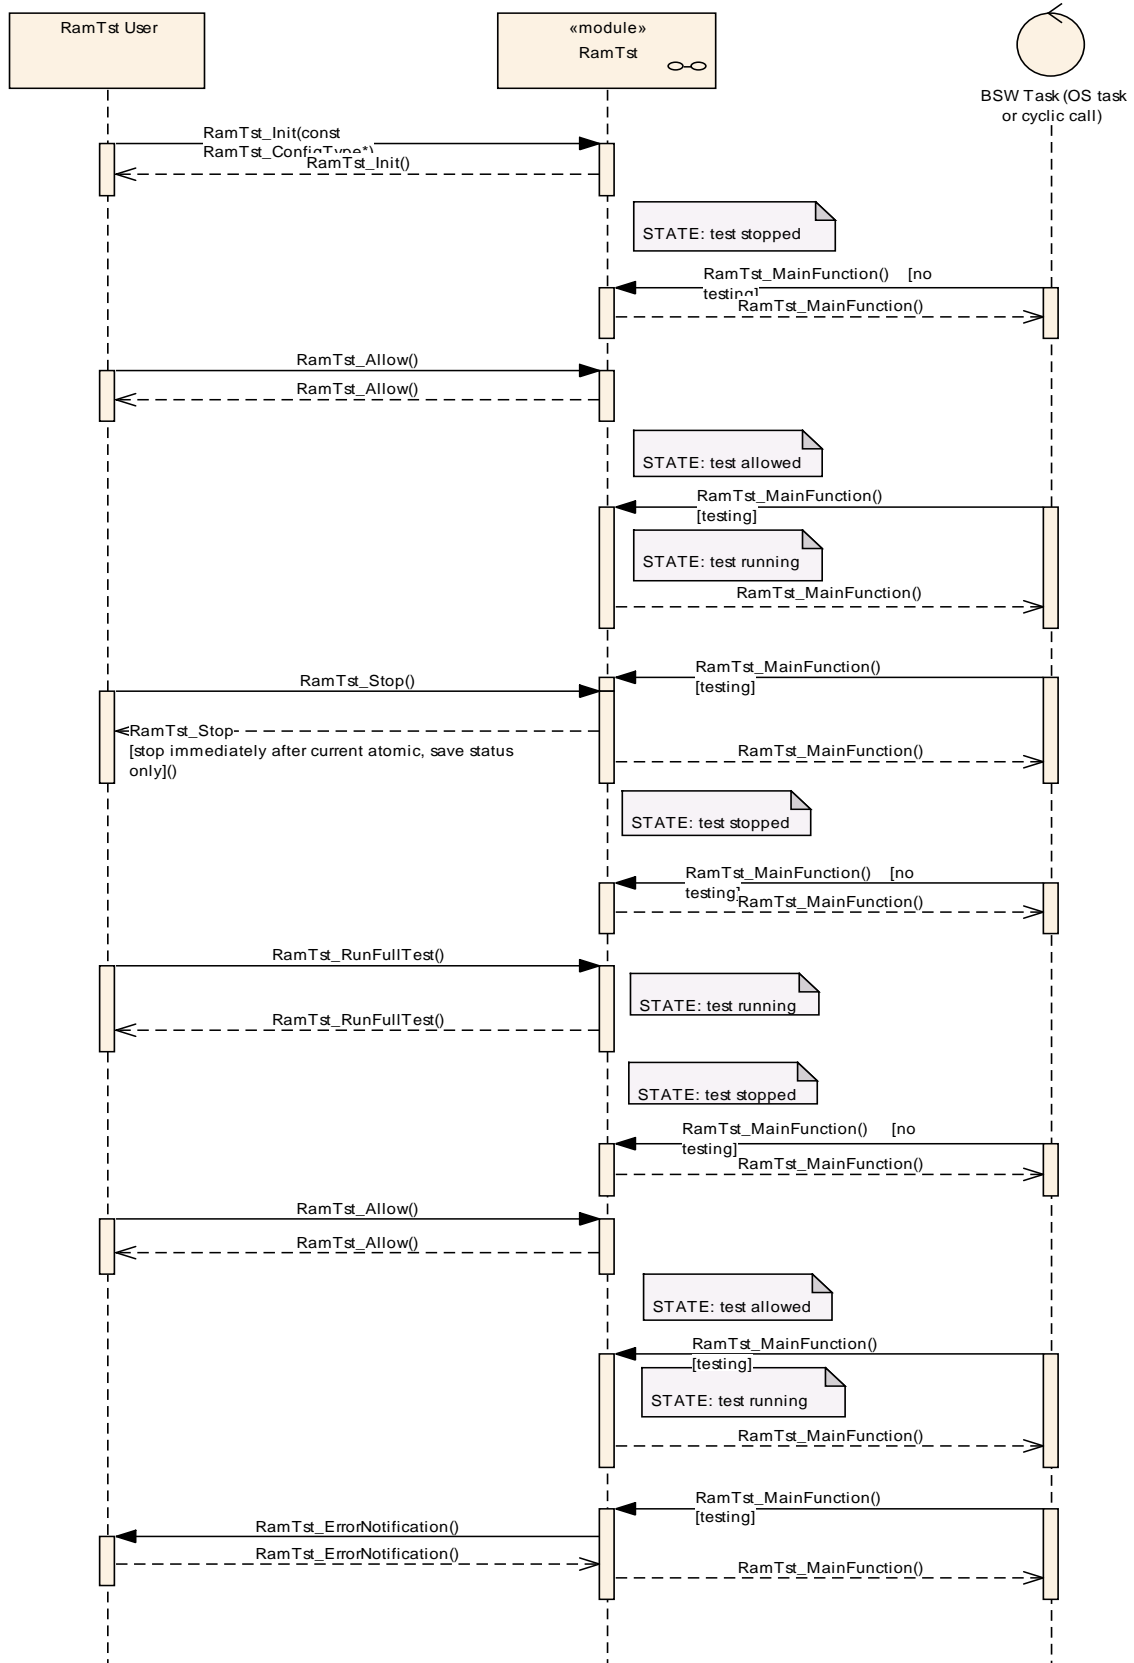 RamTst User
«module»
RamTst
BSW Task (OS task
or cyclic call)
RamTst_Init(const
RamTst_ConfigType*)
RamTst_Init()
STATE: test stopped
RamTst_MainFunction() [no
testing]
RamTst_MainFunction()
RamTst_Allow()
RamTst_Allow()
STATE: test allowed
RamTst_MainFunction()
[testing]
STATE: test running
RamTst_MainFunction()
RamTst_MainFunction()
[testing]
RamTst_Stop()
RamTst_Stop
[stop immediately after current atomic, save status
only]()
RamTst_MainFunction()
STATE: test stopped
RamTst_MainFunction() [no
testing]
RamTst_MainFunction()
RamTst_RunFullTest()
STATE: test running
RamTst_RunFullTest()
STATE: test stopped
RamTst_MainFunction() [no
testing]
RamTst_MainFunction()
RamTst_Allow()
RamTst_Allow()
STATE: test allowed
RamTst_MainFunction()
[testing]
STATE: test running
RamTst_MainFunction()
RamTst_MainFunction()
[testing]
RamTst_ErrorNotification()
RamTst_ErrorNotification()
RamTst_MainFunction()